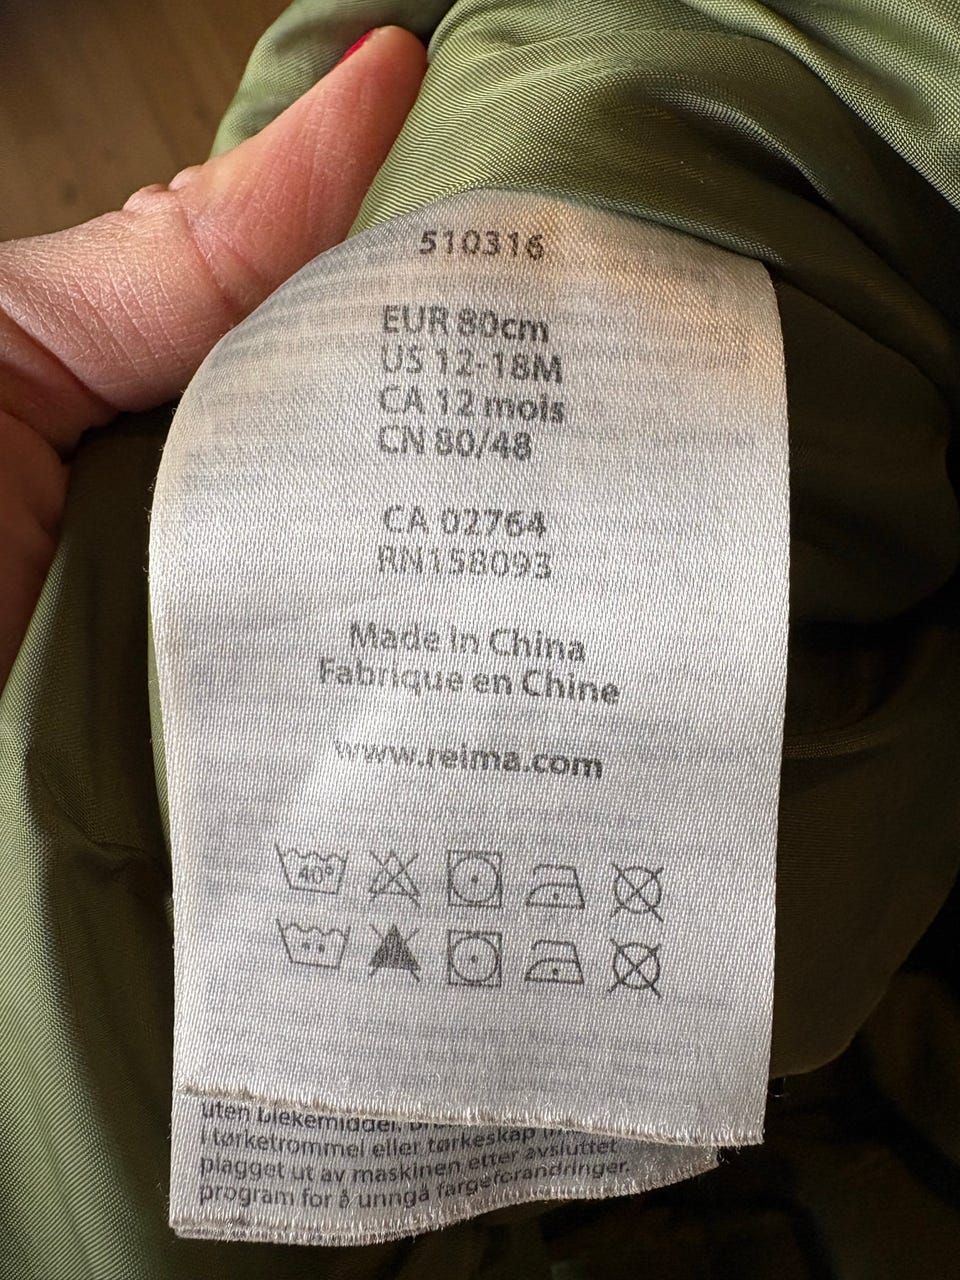 510316
EUR 80cm
US 12-18M
CA 12 mois
CN 80/48
CA 02764
RN158093
Made in China
Fabrique en Chine
www.reima.com
40°
uten blekemiddel.
i tørketrommel eller tørkeskap
plagget ut av maskinen etter avsluttet
program for å unngå fargeforandringer.